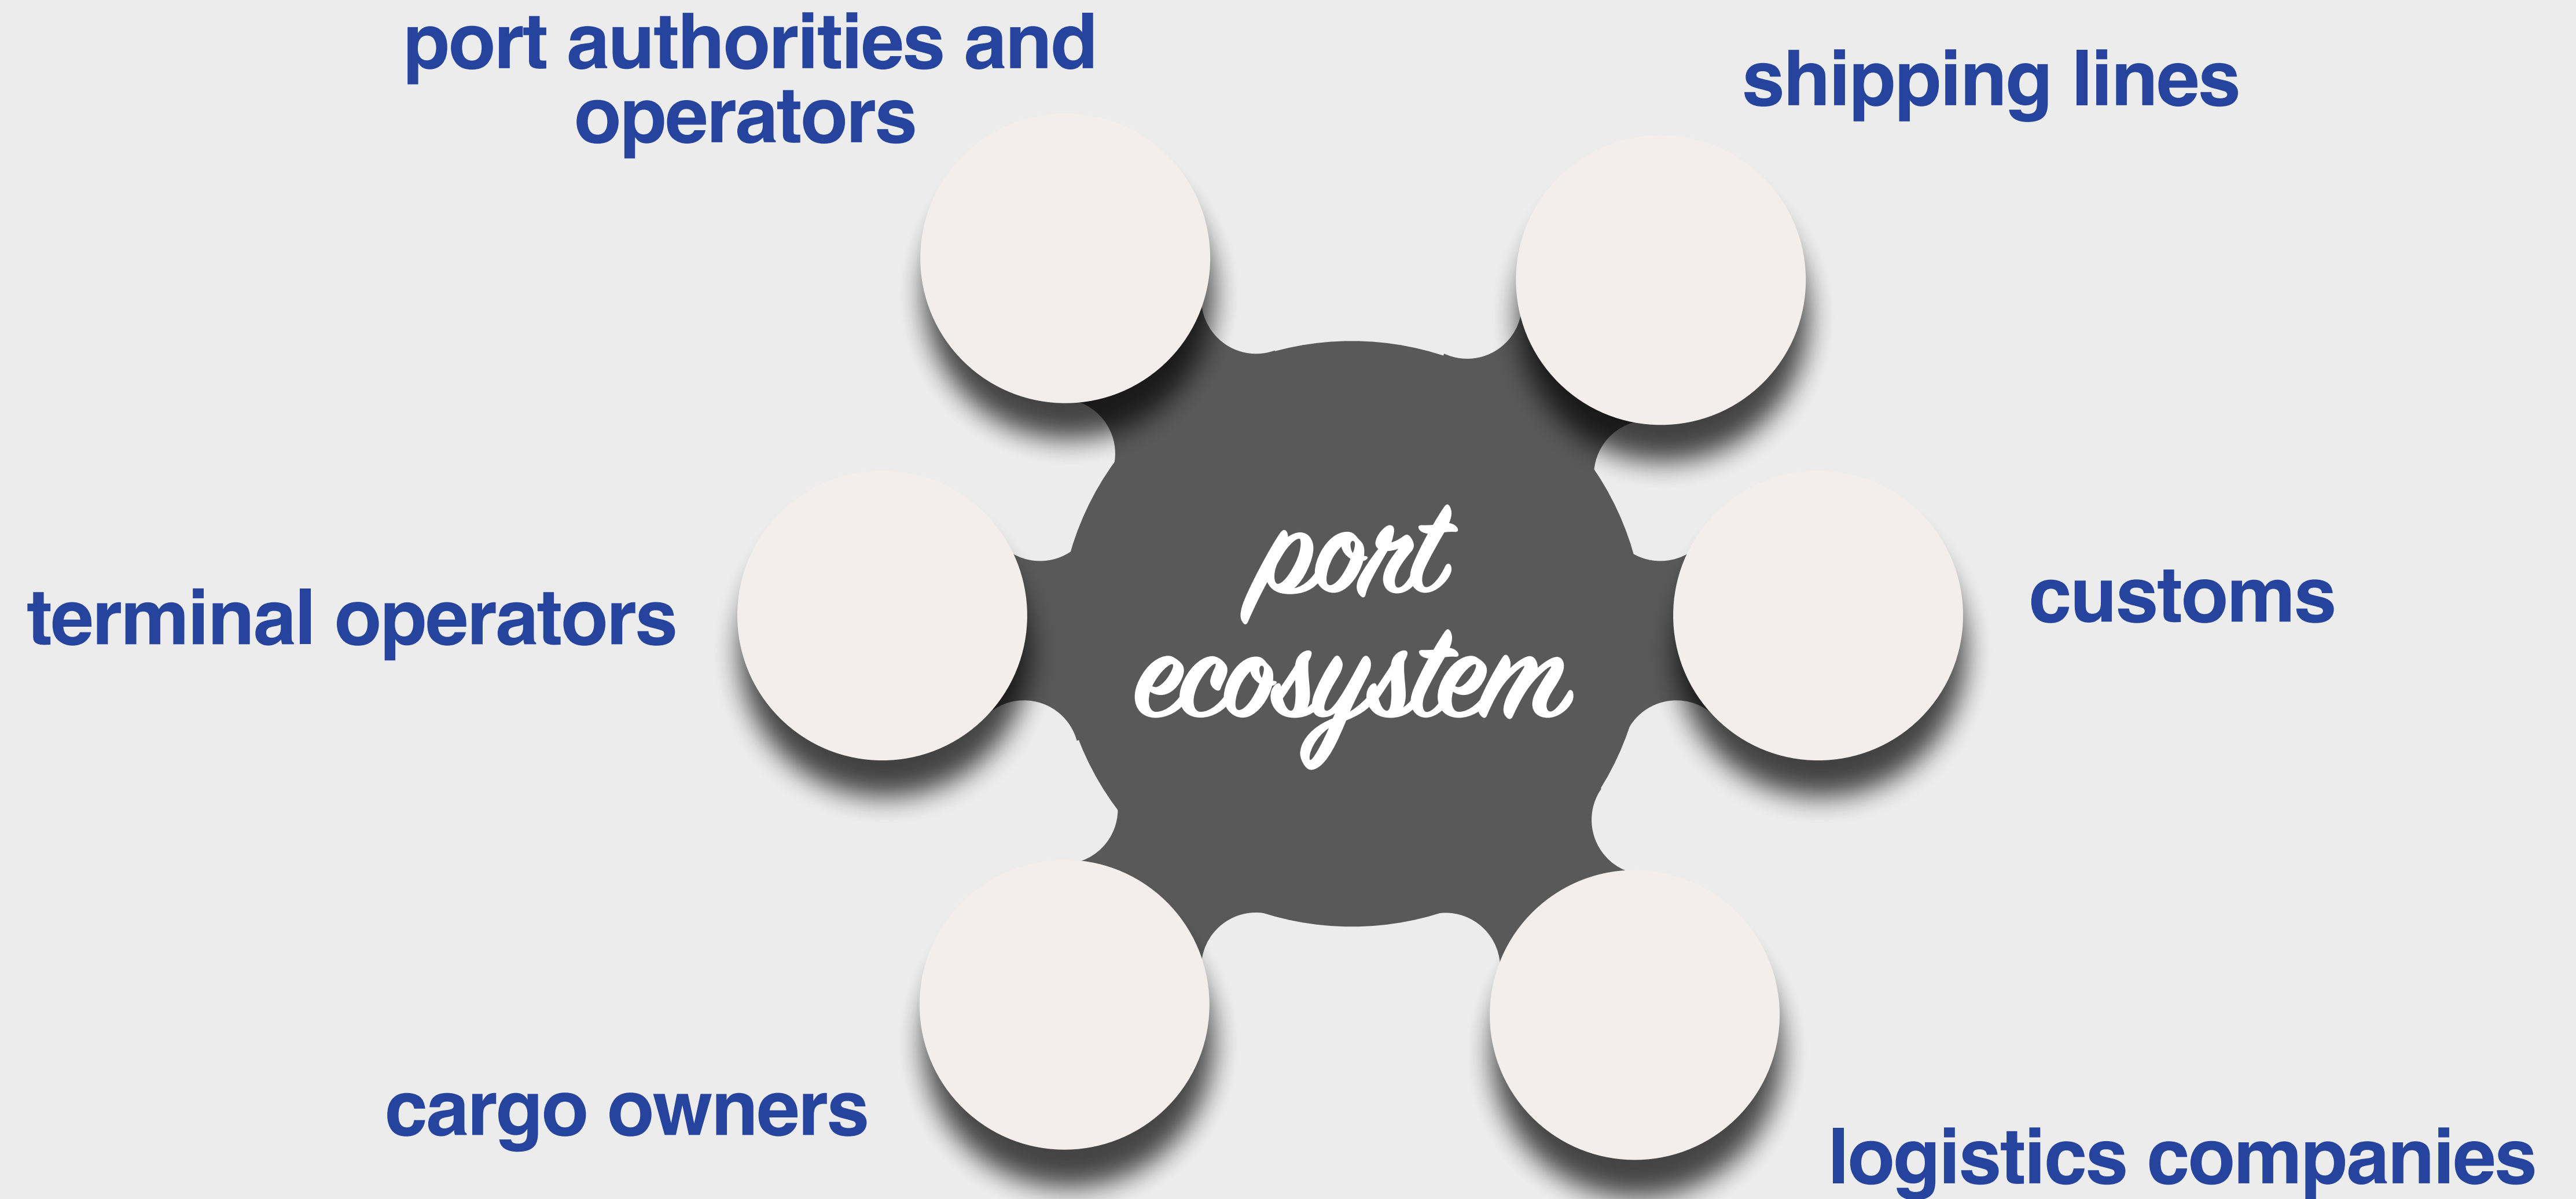 port authorities and
operators
shipping lines
port
ecosystem
terminal operators
customs
cargo owners
logistics companies